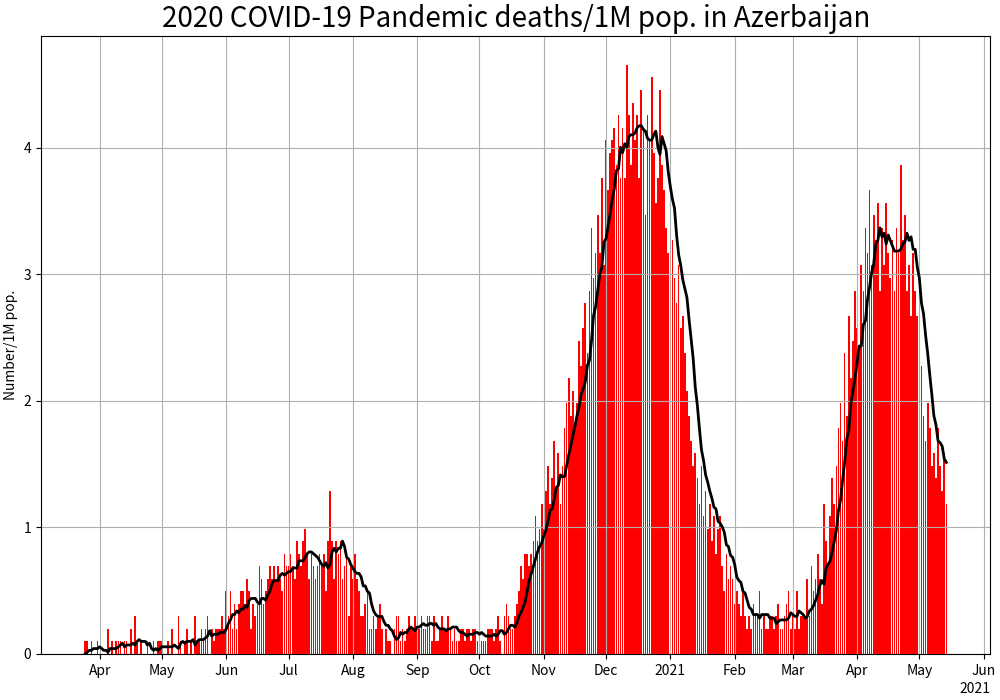 2020 COVID-19 Pandemic deaths/1M pop. in Azerbaijan
Number/1M pop.
4
3
2
1
0
Apr May Jun Jul Aug Sep Oct Nov Dec 2021 Feb Mar Apr May Jun
2021